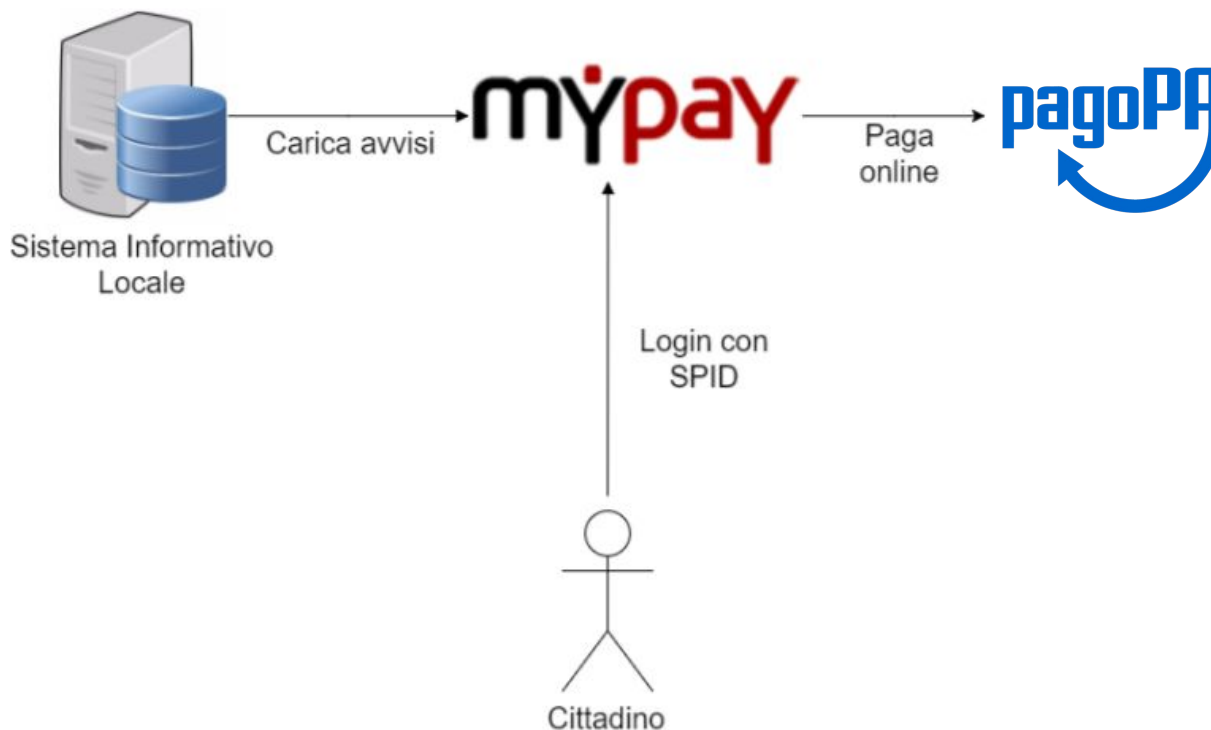 mypay
pagoPA
Carica avvisi
Paga
online
Sistema Informativo
Locale
Login con
SPID
Cittadino